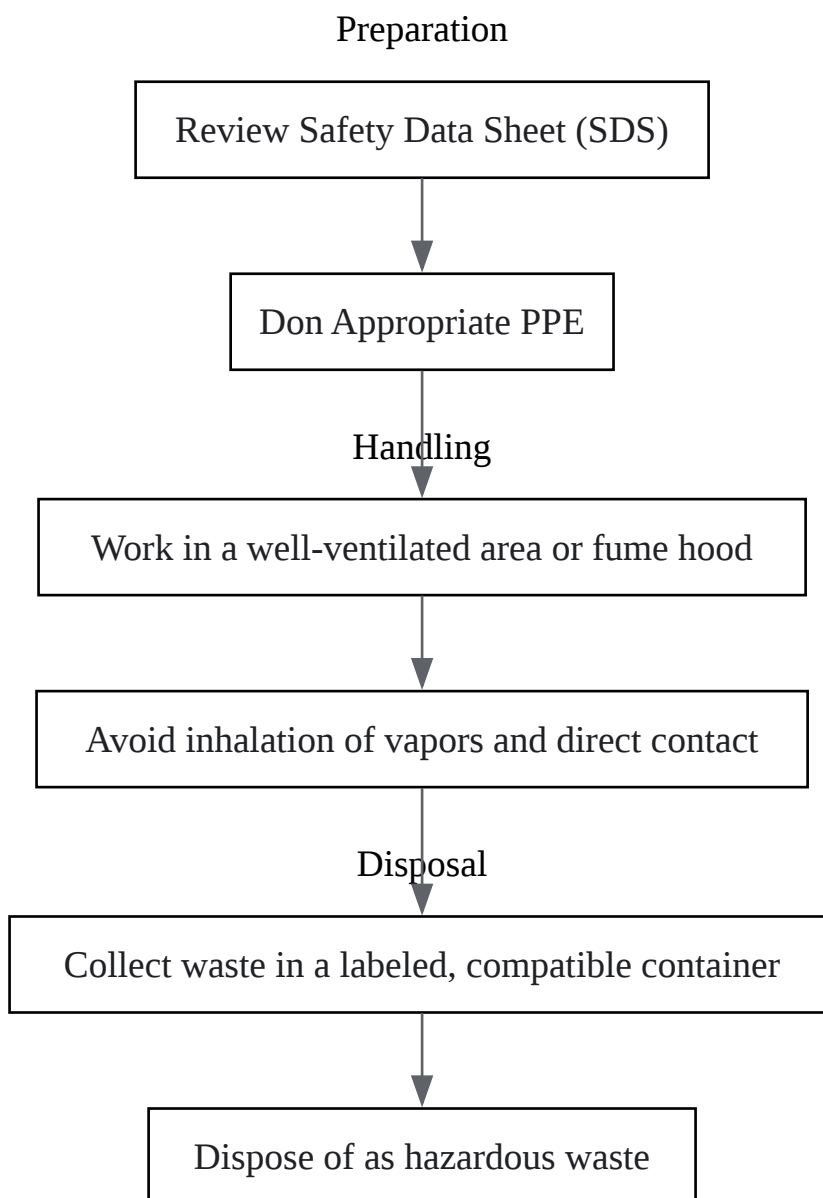 Preparation
Review Safety Data Sheet (SDS)
Don Appropriate PPE
Handling
Work in a well-ventilated area or fume hood
Avoid inhalation of vapors and direct contact
Disposal
Collect waste in a labeled, compatible container
Dispose of as hazardous waste